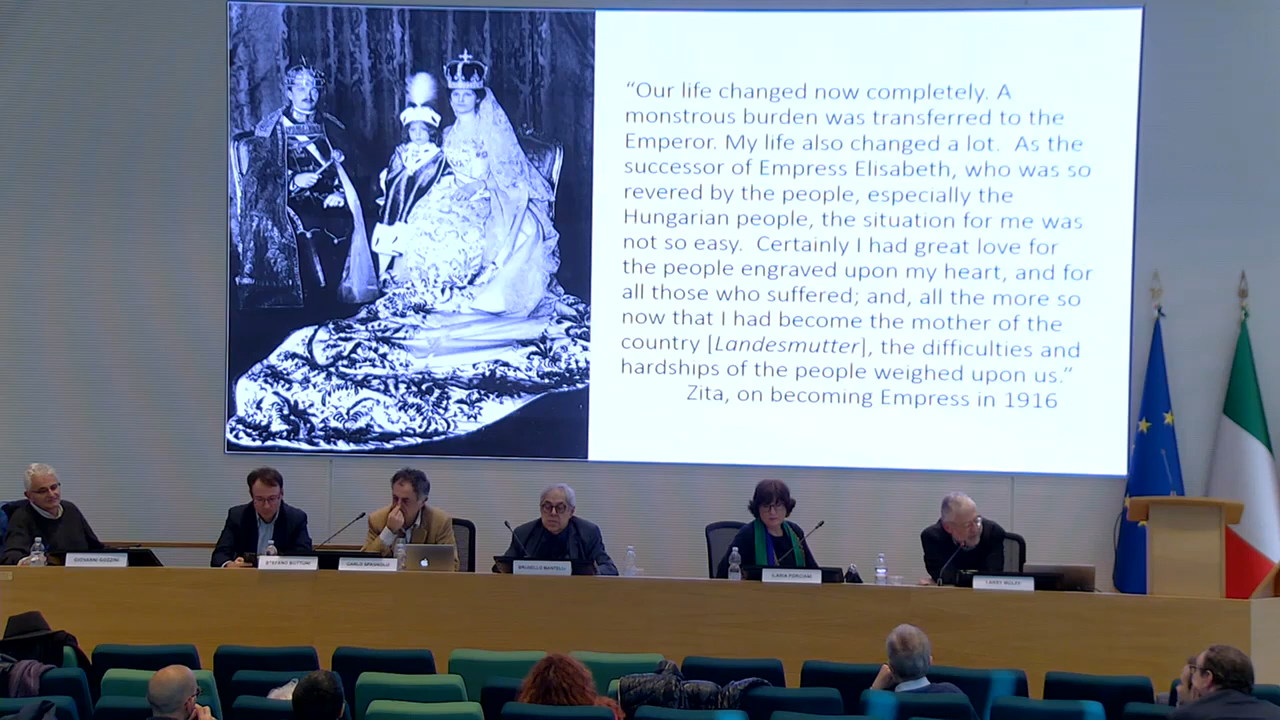 “Our life changed now completely. A
monstrous burden was transferred to the
Emperor. My life also changed a lot. As the
successor of Empress Elisabeth, who was so
revered by the people, especially the
Hungarian people, the situation for me was
not so easy. Certainly I had great love for
the people engraved upon my heart, and for
all those who suffered; and, all the more so
now that I had become the mother of the
country [Landesmutter], the difficulties and
hardships of the people weighed upon us.”
Zita, on becoming Empress in 1916
STEFANO BOTTONI
CARLO SPAGNOLO
BRUNELLO MANTELLI
ILARIA PORCIANI
LARRY WOLFF